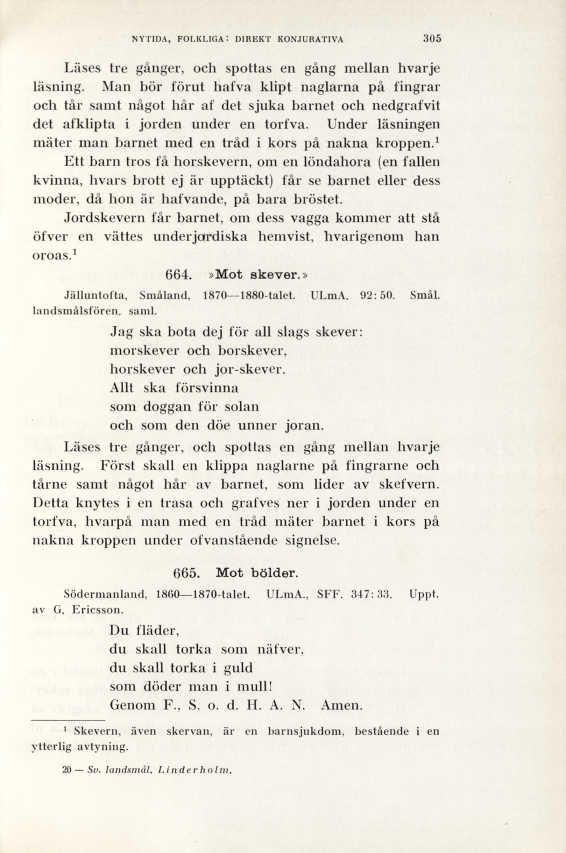 NYTIDA, FOLKLIGA: DIREKT KONJURATIVA 305
Läses tre gånger, och spottas en gång mellan hvarje
läsning. Man bör förut hafva klipt naglarna på fingrar
och tår samt något hår af det sjuka barnet och nedgrafvit
det afklipta i jorden under en torfva. Under läsningen
mäter man barnet med en tråd i kors på nakna kroppen.¹
Ett barn tros få horskevern, om en löndahora (en fallen
kvinna, hvars brott ej är upptäckt) får se barnet eller dess
moder, då hon är hafvande, på bara bröstet.
Jordskevern får barnet, om dess vagga kommer att stå
öfver en vättes underjordiska hemvist, hvarigenom han
oroas.¹
664. »Mot skever.»
Jälluntofta, Småland, 1870—1880-talet. ULmA. 92:50. Smål.
landsmålsfören. saml.
Jag ska bota dej för all slags skever:
morskever och borskever,
horskever och jor-skever.
Allt ska försvinna
som doggan för solan
och som den döe unner joran.
Läses tre gånger, och spottas en gång mellan hvarje
läsning. Först skall en klippa naglarne på fingrarne och
tårne samt något hår av barnet, som lider av skefvern.
Detta knytes i en trasa och grafves ner i jorden under en
torfva, hvarpå man med en tråd mäter barnet i kors på
nakna kroppen under ofvanstående signelse.
665. Mot bölder.
Södermanland, 1860—1870-talet. ULmA., SFF. 347:33. Uppt.
av G. Ericsson.
Du fläder,
du skall torka som näfver,
du skall torka i guld
som döder man i mull!
Genom F., S. o. d. H. A. N. Amen.
¹ Skevern, även skervan, är en barnsjukdom, bestående i en
ytterlig avtyning.
20 — Sv. landsmål. Linderholm.